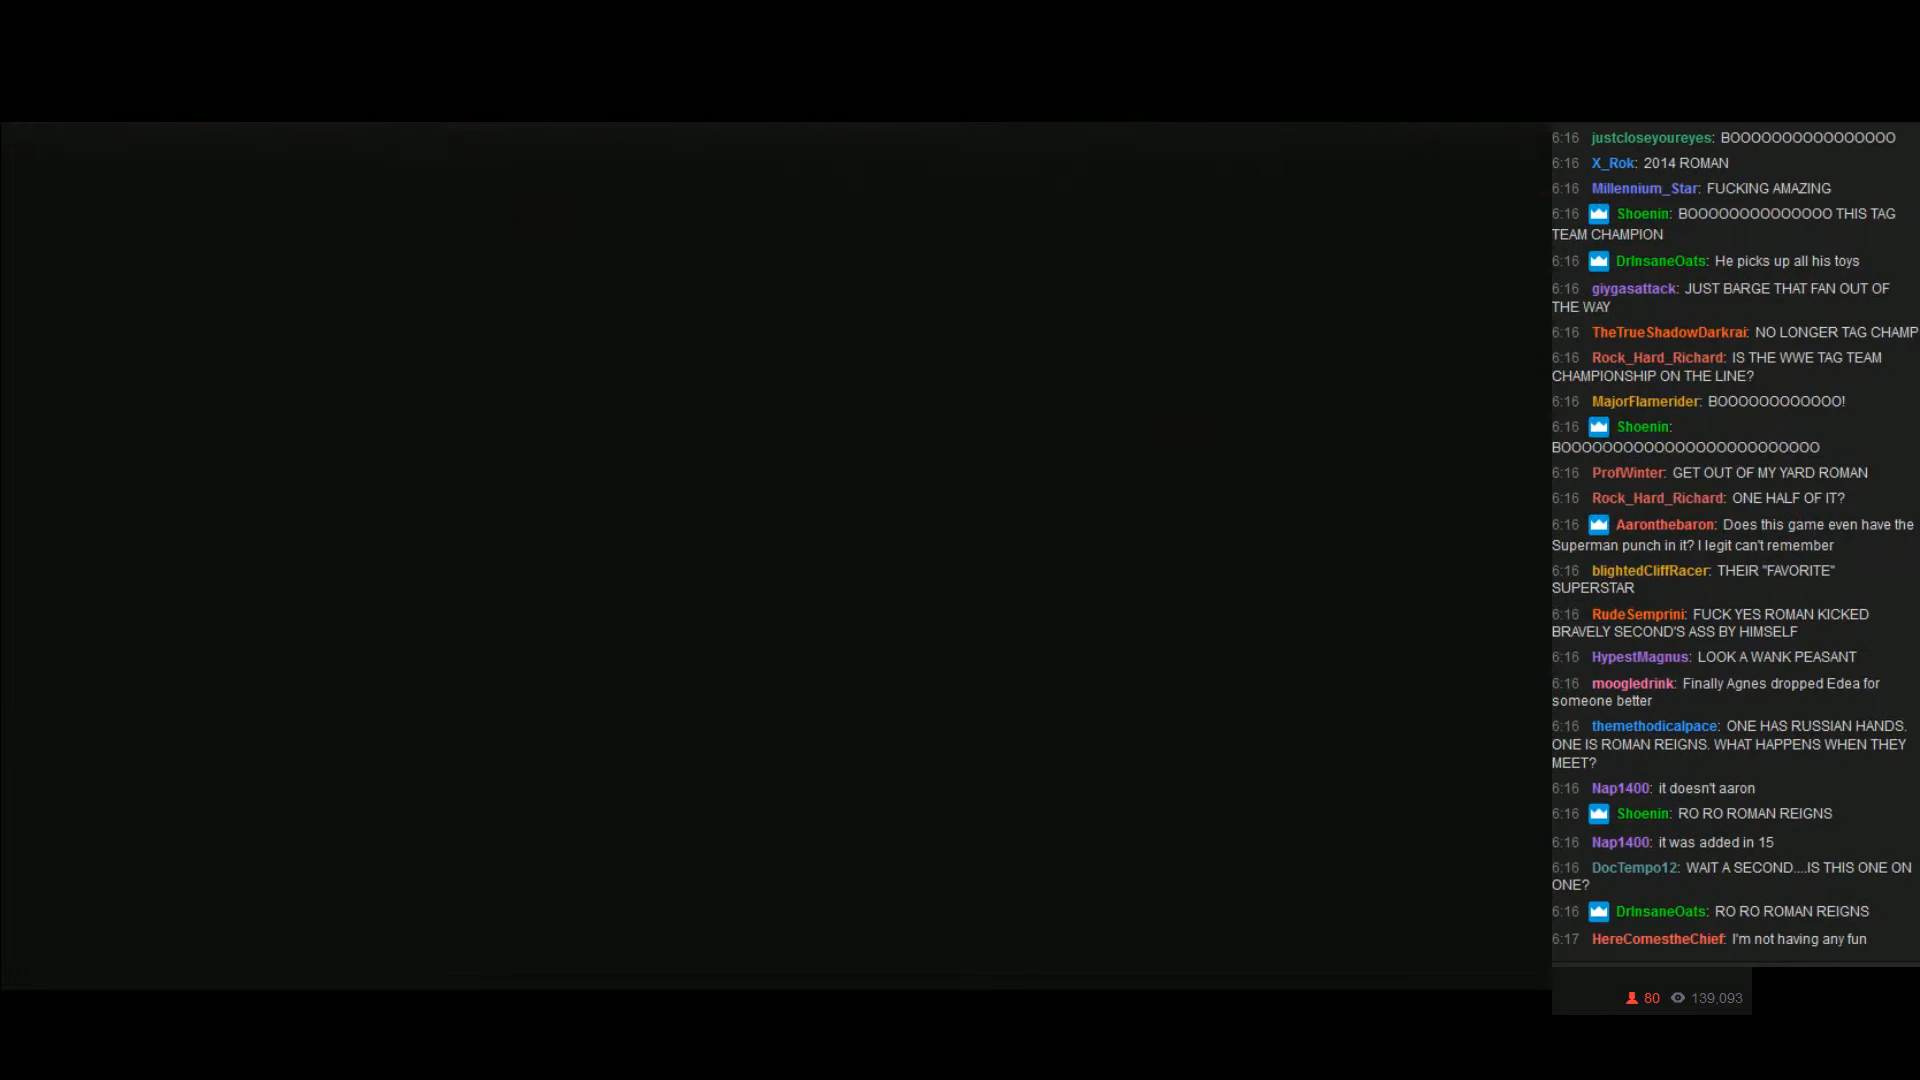 6:16 justcloseyoureyes: BOOOOOOOOOOOOOOOO
6:16 X_Rok: 2014 ROMAN
6:16 Millennium_Star: FUCKING AMAZING
6:16 Shoenin: BOOOOOOOOOOOOOO THIS TAG
TEAM CHAMPION
6:16 DrInsaneOats: He picks up all his toys
6:16 giygasattack: JUST BARGE THAT FAN OUT OF
THE WAY
6:16 TheTrueShadowDarkrai: NO LONGER TAG CHAMP
6:16 Rock_Hard_Richard: IS THE WWE TAG TEAM
CHAMPIONSHIP ON THE LINE?
6:16 MajorFlamerider: BOOOOOOOOOOOO!
6:16 Shoenin:
BOOOOOOOOOOOOOOOOOOOOOOOOO
6:16 ProfWinter: GET OUT OF MY YARD ROMAN
6:16 Rock_Hard_Richard: ONE HALF OF IT?
6:16 Aaronthebaron: Does this game even have the
Superman punch in it? I legit can't remember
6:16 blightedCliffRacer: THEIR "FAVORITE"
SUPERSTAR
6:16 RudeSemprini: FUCK YES ROMAN KICKED
BRAVELY SECOND'S ASS BY HIMSELF
6:16 HypestMagnus: LOOK A WANK PEASANT
6:16 moogledrink: Finally Agnes dropped Edea for
someone better
6:16 themethodicalpace: ONE HAS RUSSIAN HANDS.
ONE IS ROMAN REIGNS. WHAT HAPPENS WHEN THEY
MEET?
6:16 Nap1400: it doesn't aaron
6:16 Shoenin: RO RO ROMAN REIGNS
6:16 Nap1400: it was added in 15
6:16 DocTempo12: WAIT A SECOND....IS THIS ONE ON
ONE?
6:16 DrInsaneOats: RO RO ROMAN REIGNS
6:17 HereComestheChief: I'm not having any fun
80 139,093